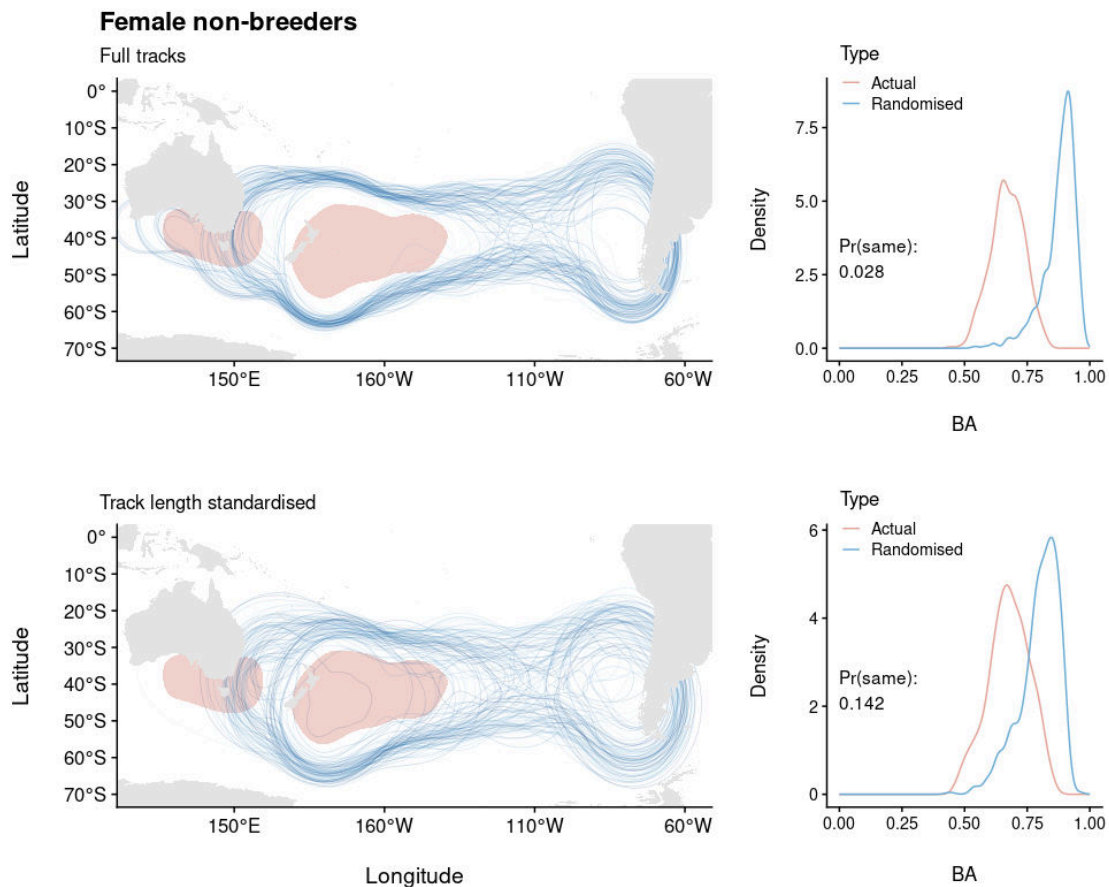 Female non-breeders
Full tracks
Latitude
0°
10°S
20°S
30°S
40°S
50°S
60°S
70°S
150°E 160°W 110°W 60°W
Type
Actual
Randomised
Density
7.5
5.0
2.5
0.0
Pr(same):
0.028
0.00 0.25 0.50 0.75 1.00
BA
Track length standardised
Latitude
0°
10°S
20°S
30°S
40°S
50°S
60°S
70°S
150°E 160°W 110°W 60°W
Longitude
Type
Actual
Randomised
Density
6
4
2
0
Pr(same):
0.142
0.00 0.25 0.50 0.75 1.00
BA